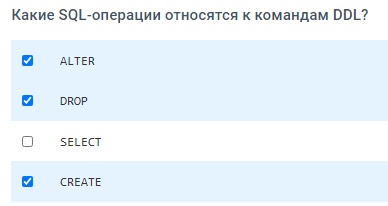 Какие SQL-операции относятся к командам DDL?
ALTER
DROP
SELECT
CREATE